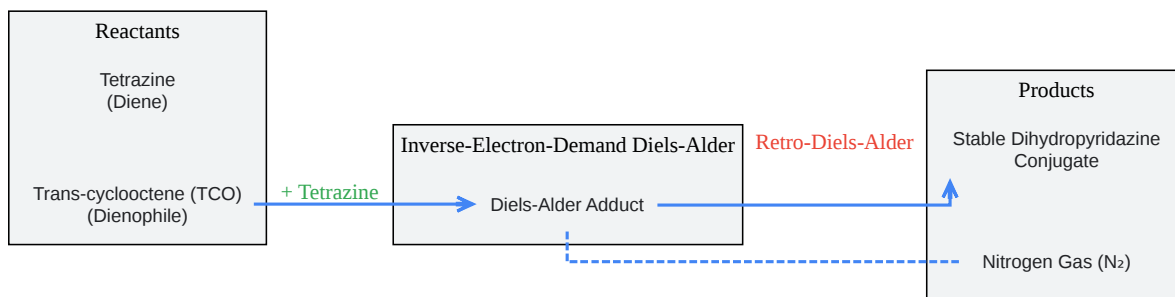 Reactants
Tetrazine
(Diene)
Trans-cyclooctene (TCO)
(Dienophile)
+ Tetrazine
Inverse-Electron-Demand Diels-Alder
Diels-Alder Adduct
Retro-Diels-Alder
Products
Stable Dihydropyridazine
Conjugate
Nitrogen Gas (N₂)